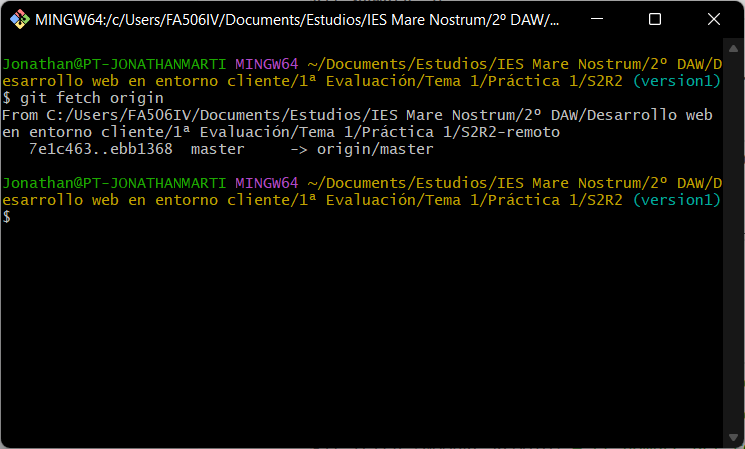 MINGW64:/c/Users/FA506IV/Documents/Estudios/IES Mare Nostrum/2º DAW/...
Jonathan@PT-JONATHANMARTI MINGW64 ~/Documents/Estudios/IES Mare Nostrum/2º DAW/D
esarrollo web en entorno cliente/1ª Evaluación/Tema 1/Práctica 1/S2R2 (version1)
$ git fetch origin
From C:/Users/FA506IV/Documents/Estudios/IES Mare Nostrum/2º DAW/Desarrollo web
en entorno cliente/1ª Evaluación/Tema 1/Práctica 1/S2R2-remoto
   7e1c463..ebb1368  master     -> origin/master
Jonathan@PT-JONATHANMARTI MINGW64 ~/Documents/Estudios/IES Mare Nostrum/2º DAW/D
esarrollo web en entorno cliente/1ª Evaluación/Tema 1/Práctica 1/S2R2 (version1)
$